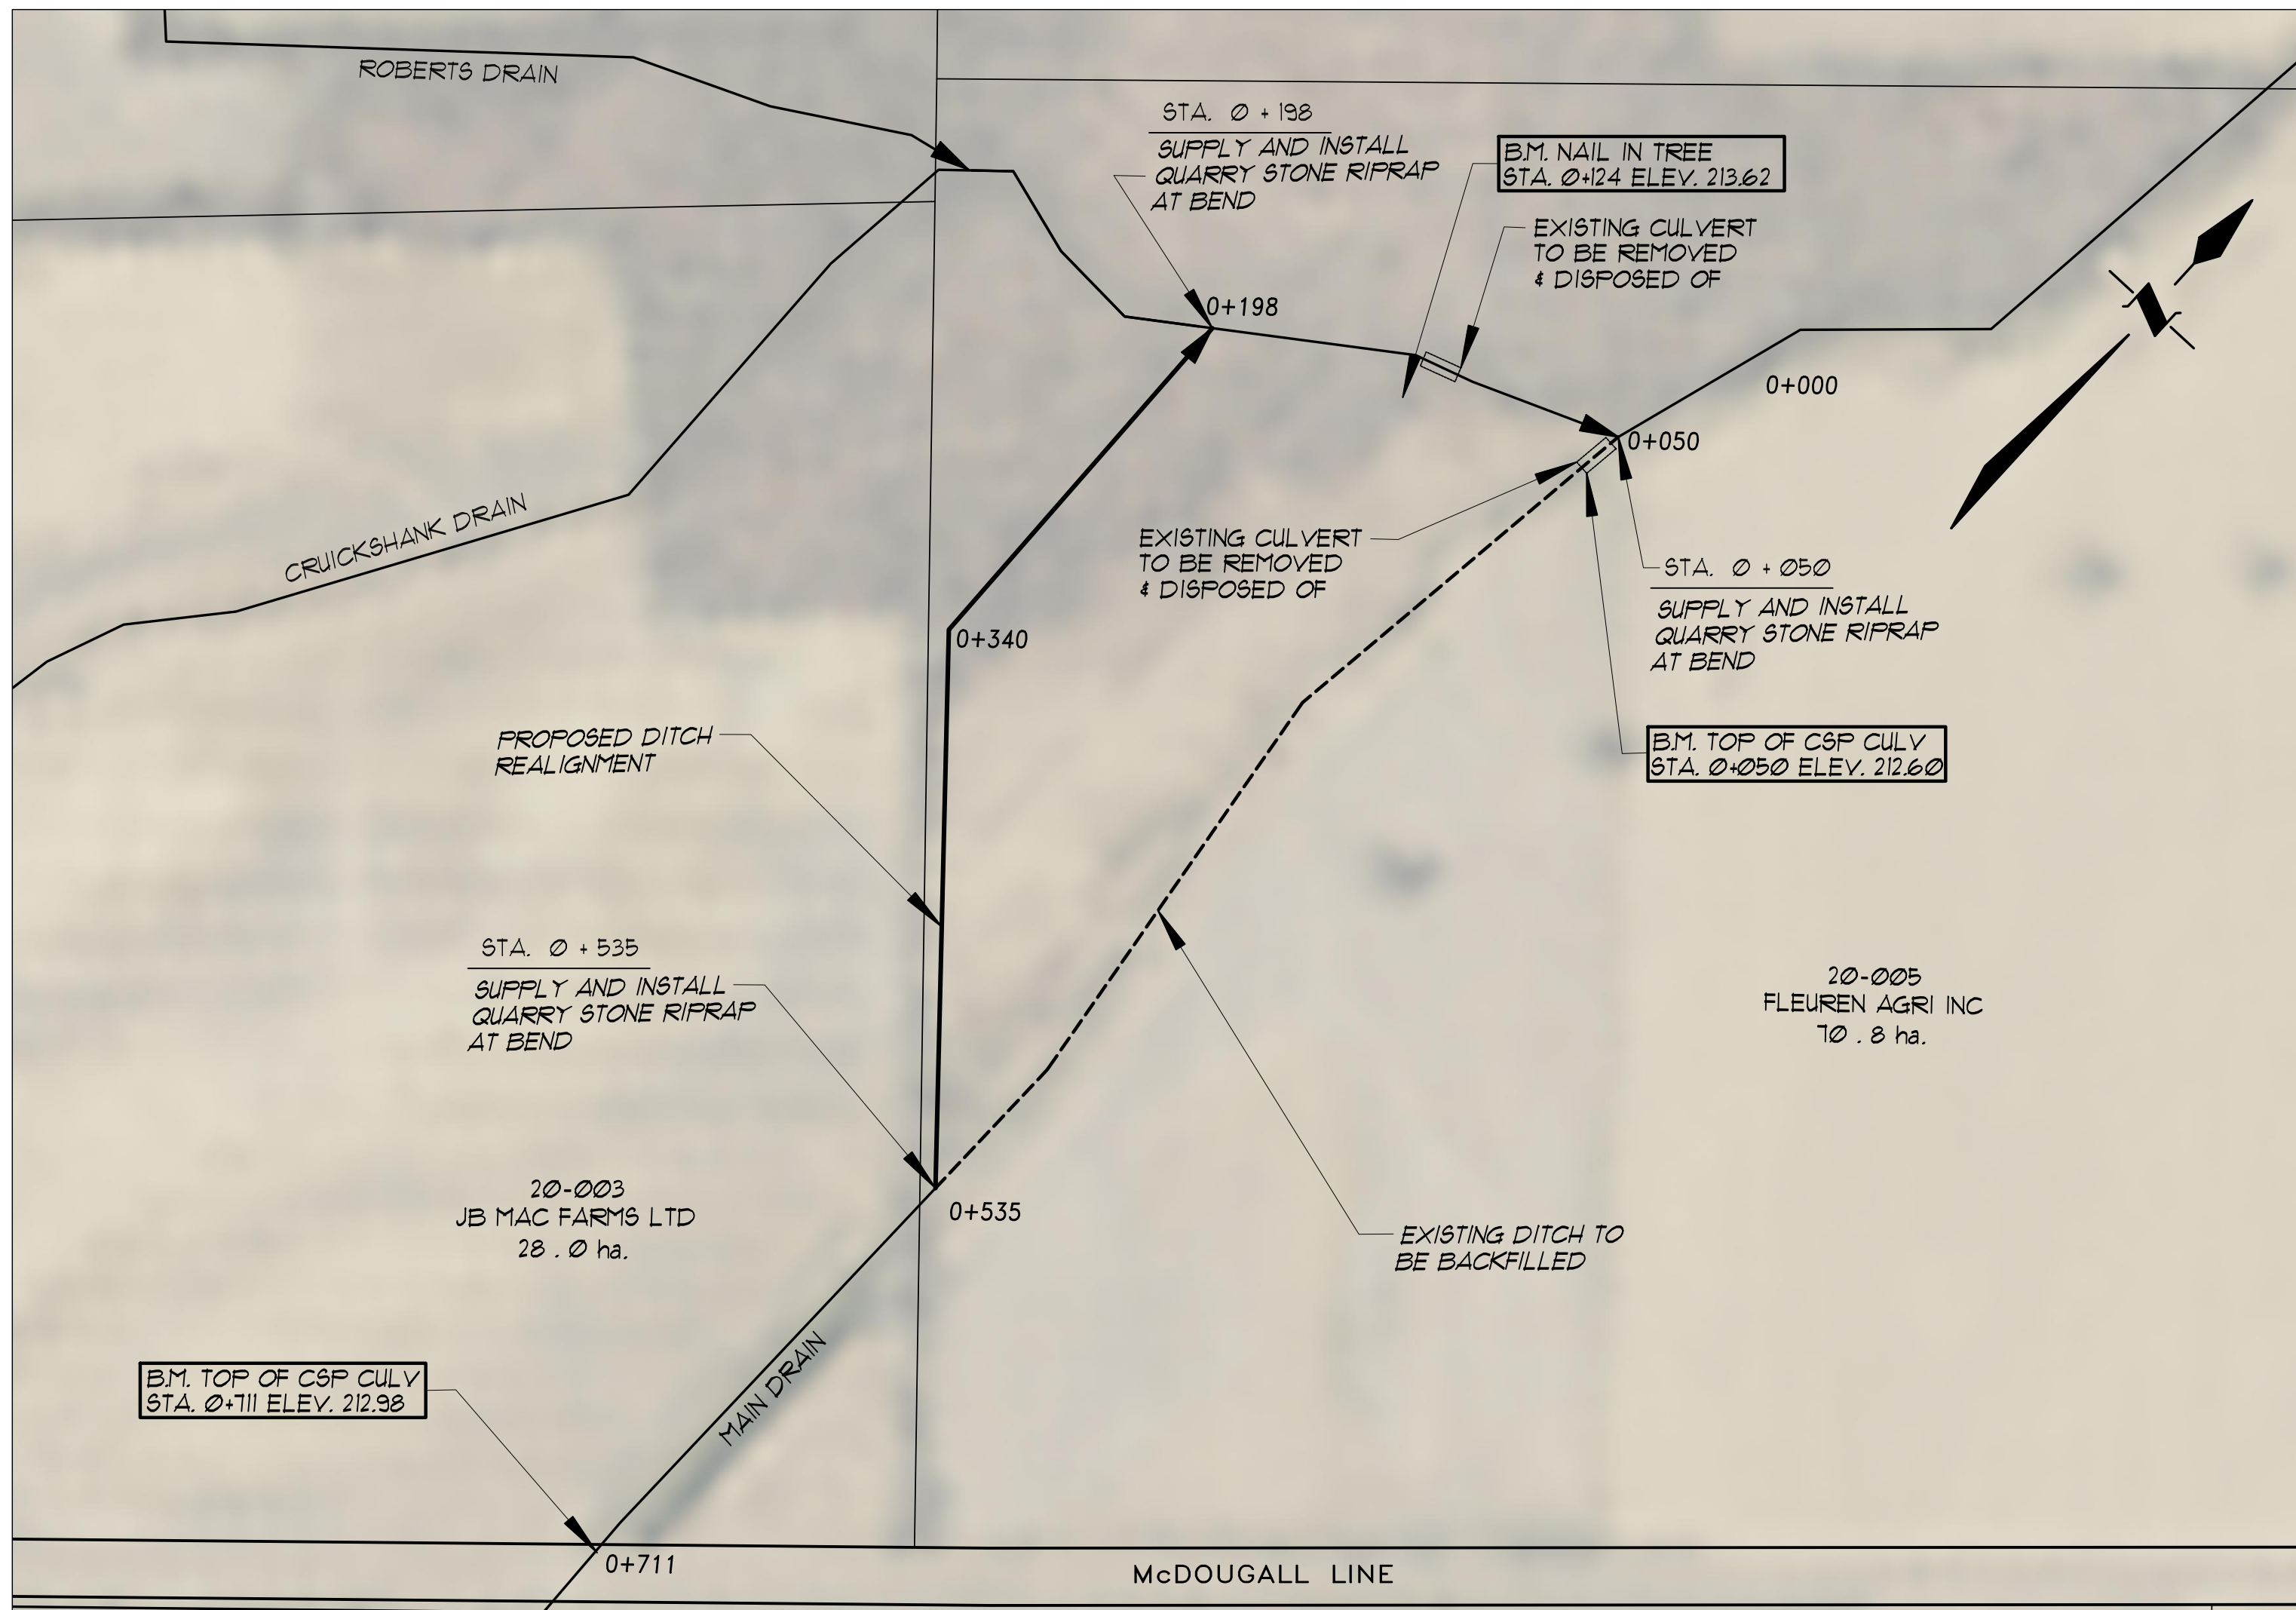 ROBERTS DRAIN
STA. Ø + 198
SUPPLY AND INSTALL
QUARRY STONE RIPRAP
AT BEND
B.M. NAIL IN TREE
STA. Ø+124 ELEV. 213.62
EXISTING CULVERT
TO BE REMOVED
& DISPOSED OF
0+198
0+000
0+050
CRUICKSHANK DRAIN
EXISTING CULVERT
TO BE REMOVED
& DISPOSED OF
STA. Ø + Ø5Ø
SUPPLY AND INSTALL
QUARRY STONE RIPRAP
AT BEND
0+340
PROPOSED DITCH
REALIGNMENT
B.M. TOP OF CSP CULV
STA. Ø+Ø5Ø ELEV. 212.6Ø
STA. Ø + 535
SUPPLY AND INSTALL
QUARRY STONE RIPRAP
AT BEND
2Ø-ØØ5
FLEUREN AGRI INC
7Ø . 8 ha.
2Ø-ØØ3
JB MAC FARMS LTD
28 . Ø ha.
0+535
EXISTING DITCH TO
BE BACKFILLED
MAIN DRAIN
B.M. TOP OF CSP CULV
STA. Ø+711 ELEV. 212.98
0+711
McDOUGALL LINE
N